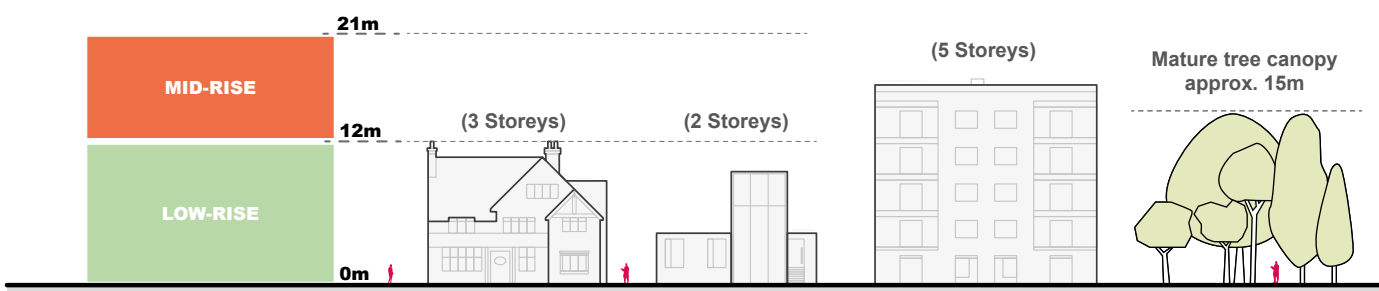 21m
MID-RISE
12m
LOW-RISE
0m
(3 Storeys)
(2 Storeys)
(5 Storeys)
Mature tree canopy
approx. 15m